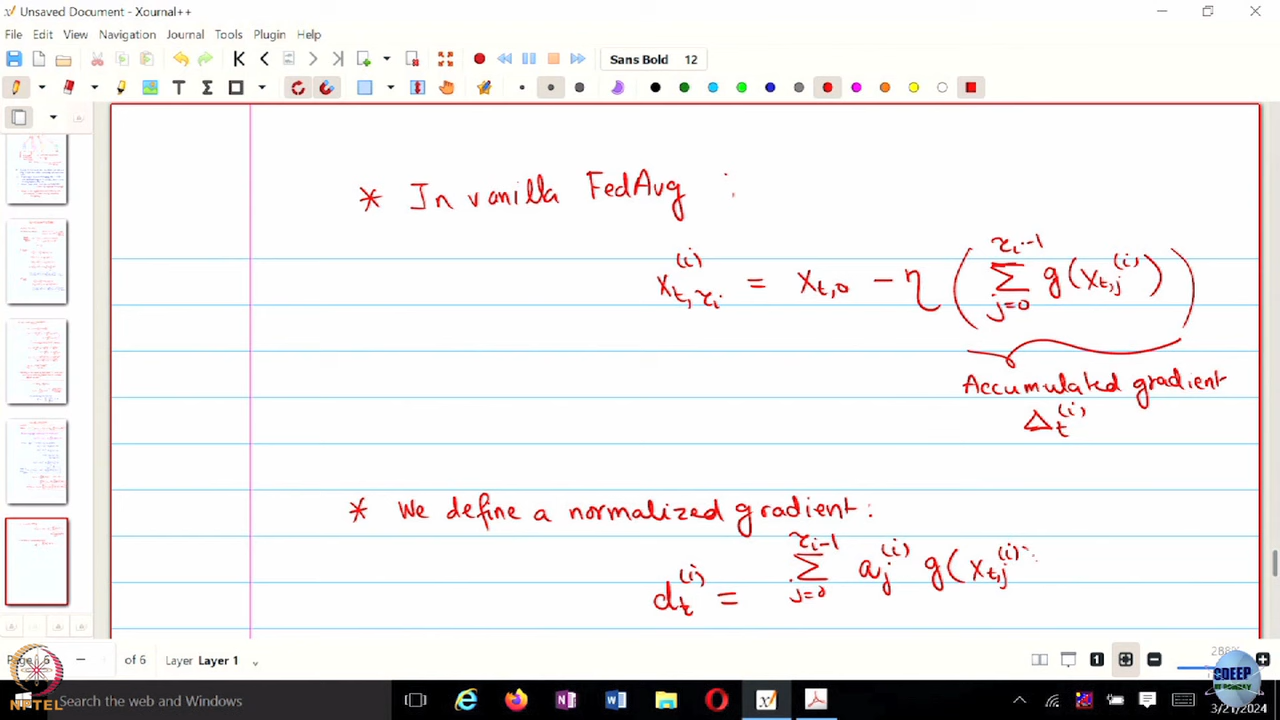 Unsaved Document - Xournal++
File Edit View Navigation Journal Tools Plugin Help
Sans Bold 12
* In vanilla FedAvg :
x_{t,τ_i}^{(i)} = x_{t,0} - η ( Σ_{j=0}^{τ_i-1} g(x_{t,j}^{(i)}) )
Accumulated gradient
Δ_t^{(i)}
* We define a normalized gradient :
d_t^{(i)} = Σ_{j=0}^{τ_i-1} a_j^{(i)} g(x_{t,j}^{(i)}
Page 6 of 6 Layer Layer 1
288%
Search the web and Windows
NPTEL
CDEEP
3/21/2024